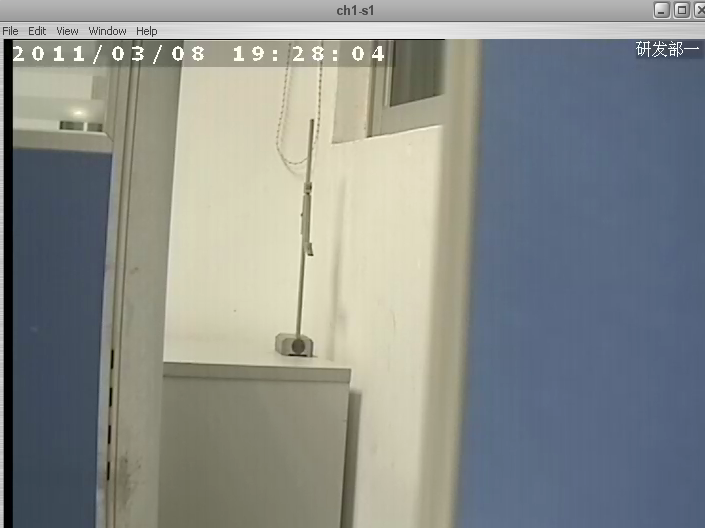 ch1-s1
File Edit View Window Help
2011/03/08 19:28:04 研发部一